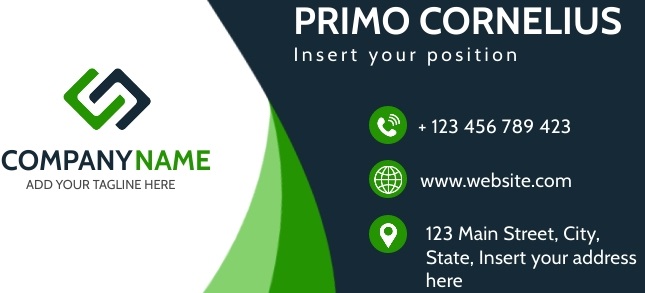 COMPANYNAME
ADD YOUR TAGLINE HERE
PRIMO CORNELIUS
Insert your position
+ 123 456 789 423
www.website.com
123 Main Street, City,
State, Insert your address
here